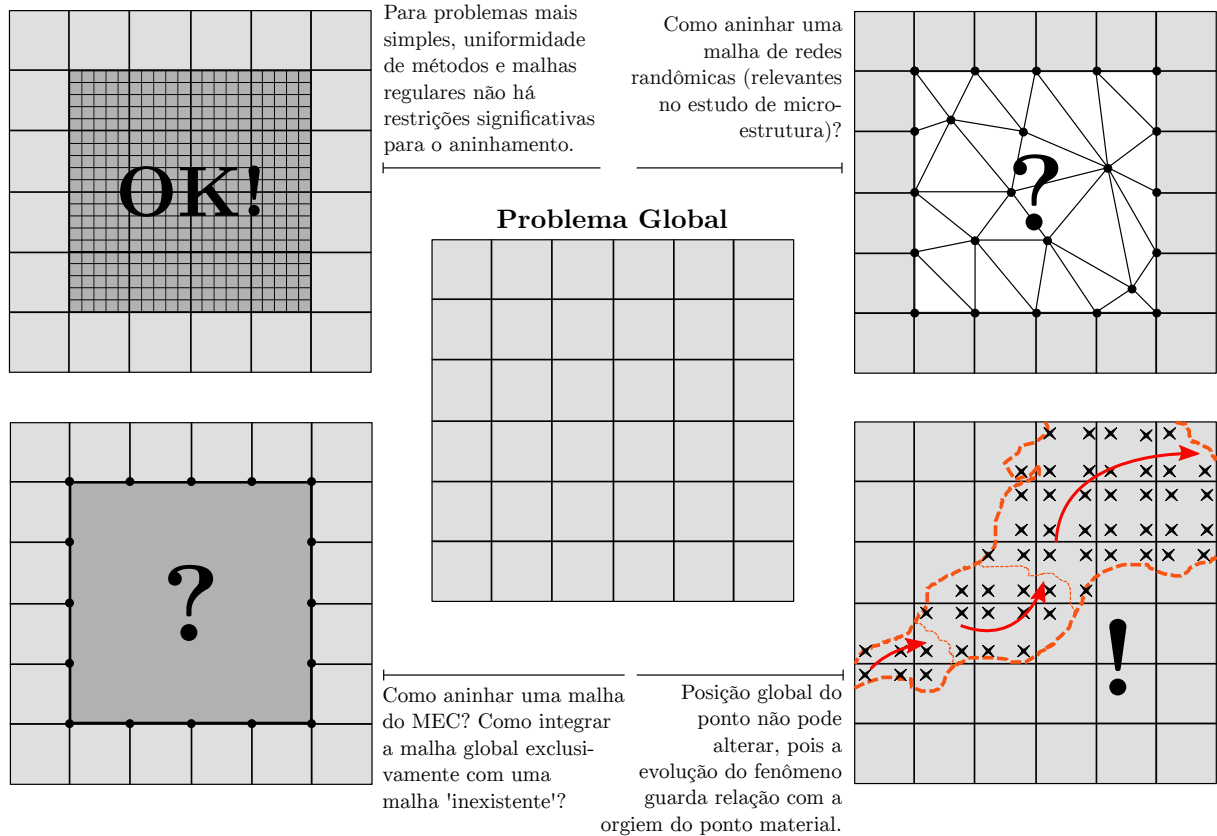 Para problemas mais
simples, uniformidade
de métodos e malhas
regulares não há
restrições significativas
para o aninhamento.
Como aninhar uma
malha de redes
randômicas (relevantes
no estudo de micro-
estrutura)?
OK!
?
Problema Global
?
!
Como aninhar uma malha
do MEC? Como integrar
a malha global exclusi-
vamente com uma
malha 'inexistente'?
Posição global do
ponto não pode
alterar, pois a
evolução do fenômeno
guarda relação com a
orgiem do ponto material.